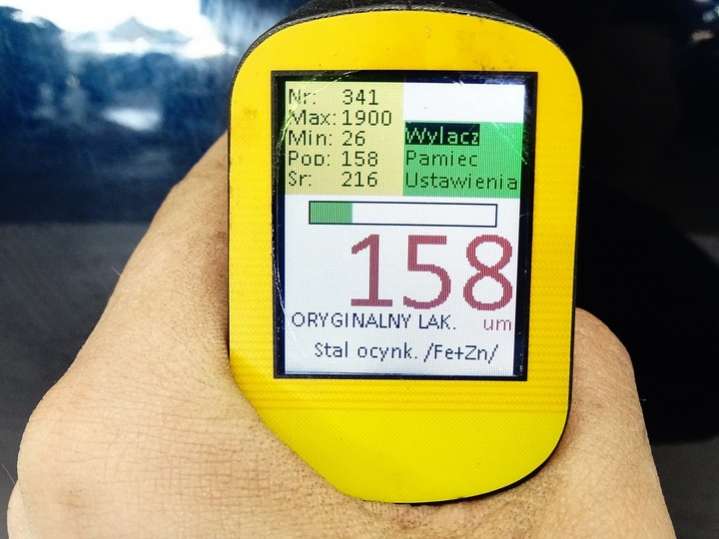 Nr: 341
Max: 1900
Min: 26
Pop: 158
Sr: 216
Wylacz
Pamiec
Ustawienia
158
ORYGINALNY LAK. um
Stal ocynk. /Fe+Zn/